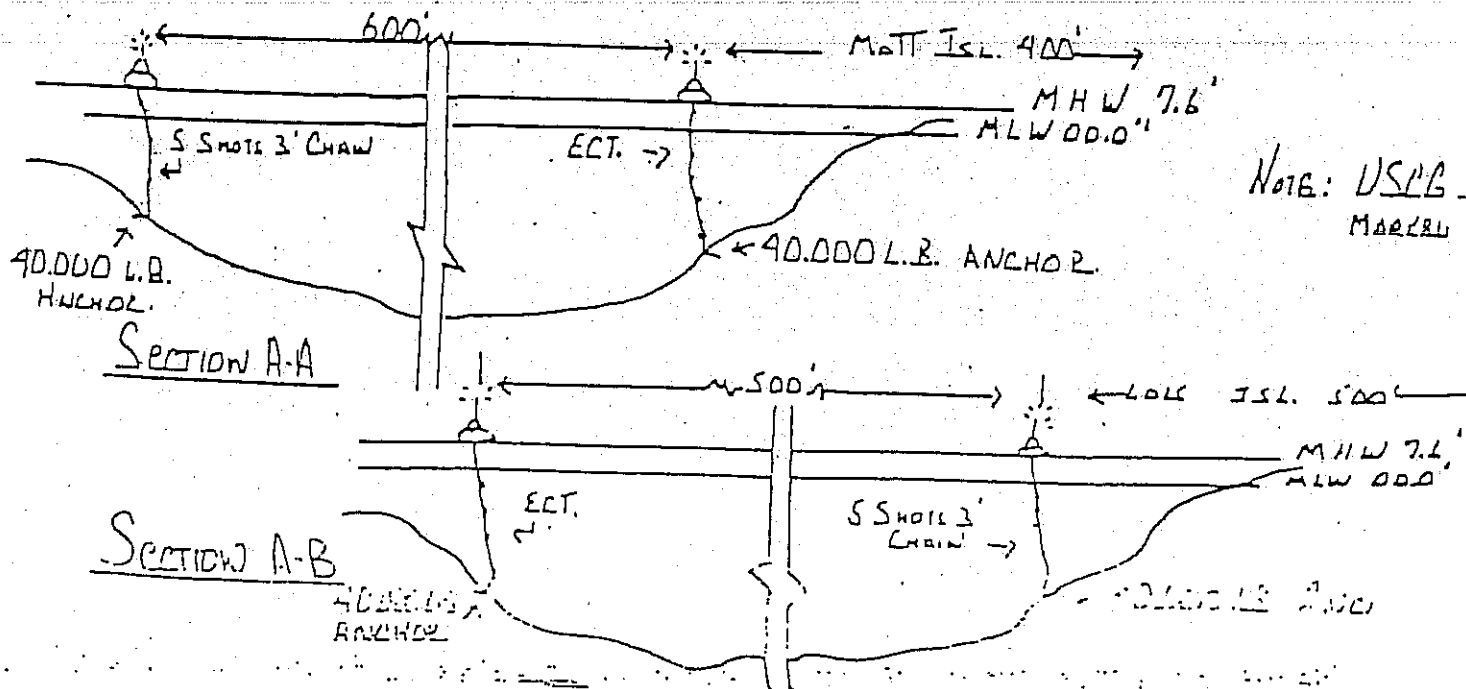 600'
MOTT ISL. 400'
MHW 7.6'
MLW 00.0"
5 SHOTS 3' CHAIN
ECT.
NOTE: USCG
40.000 L.B.
ANCHOR.
40.000 L.B. ANCHOR.
SECTION A-A
500'
ISL. 500'
MHW
MLW 00.0'
ECT.
5 SHOTS 3'
CHAIN
SECTION A-B
ANCHOR